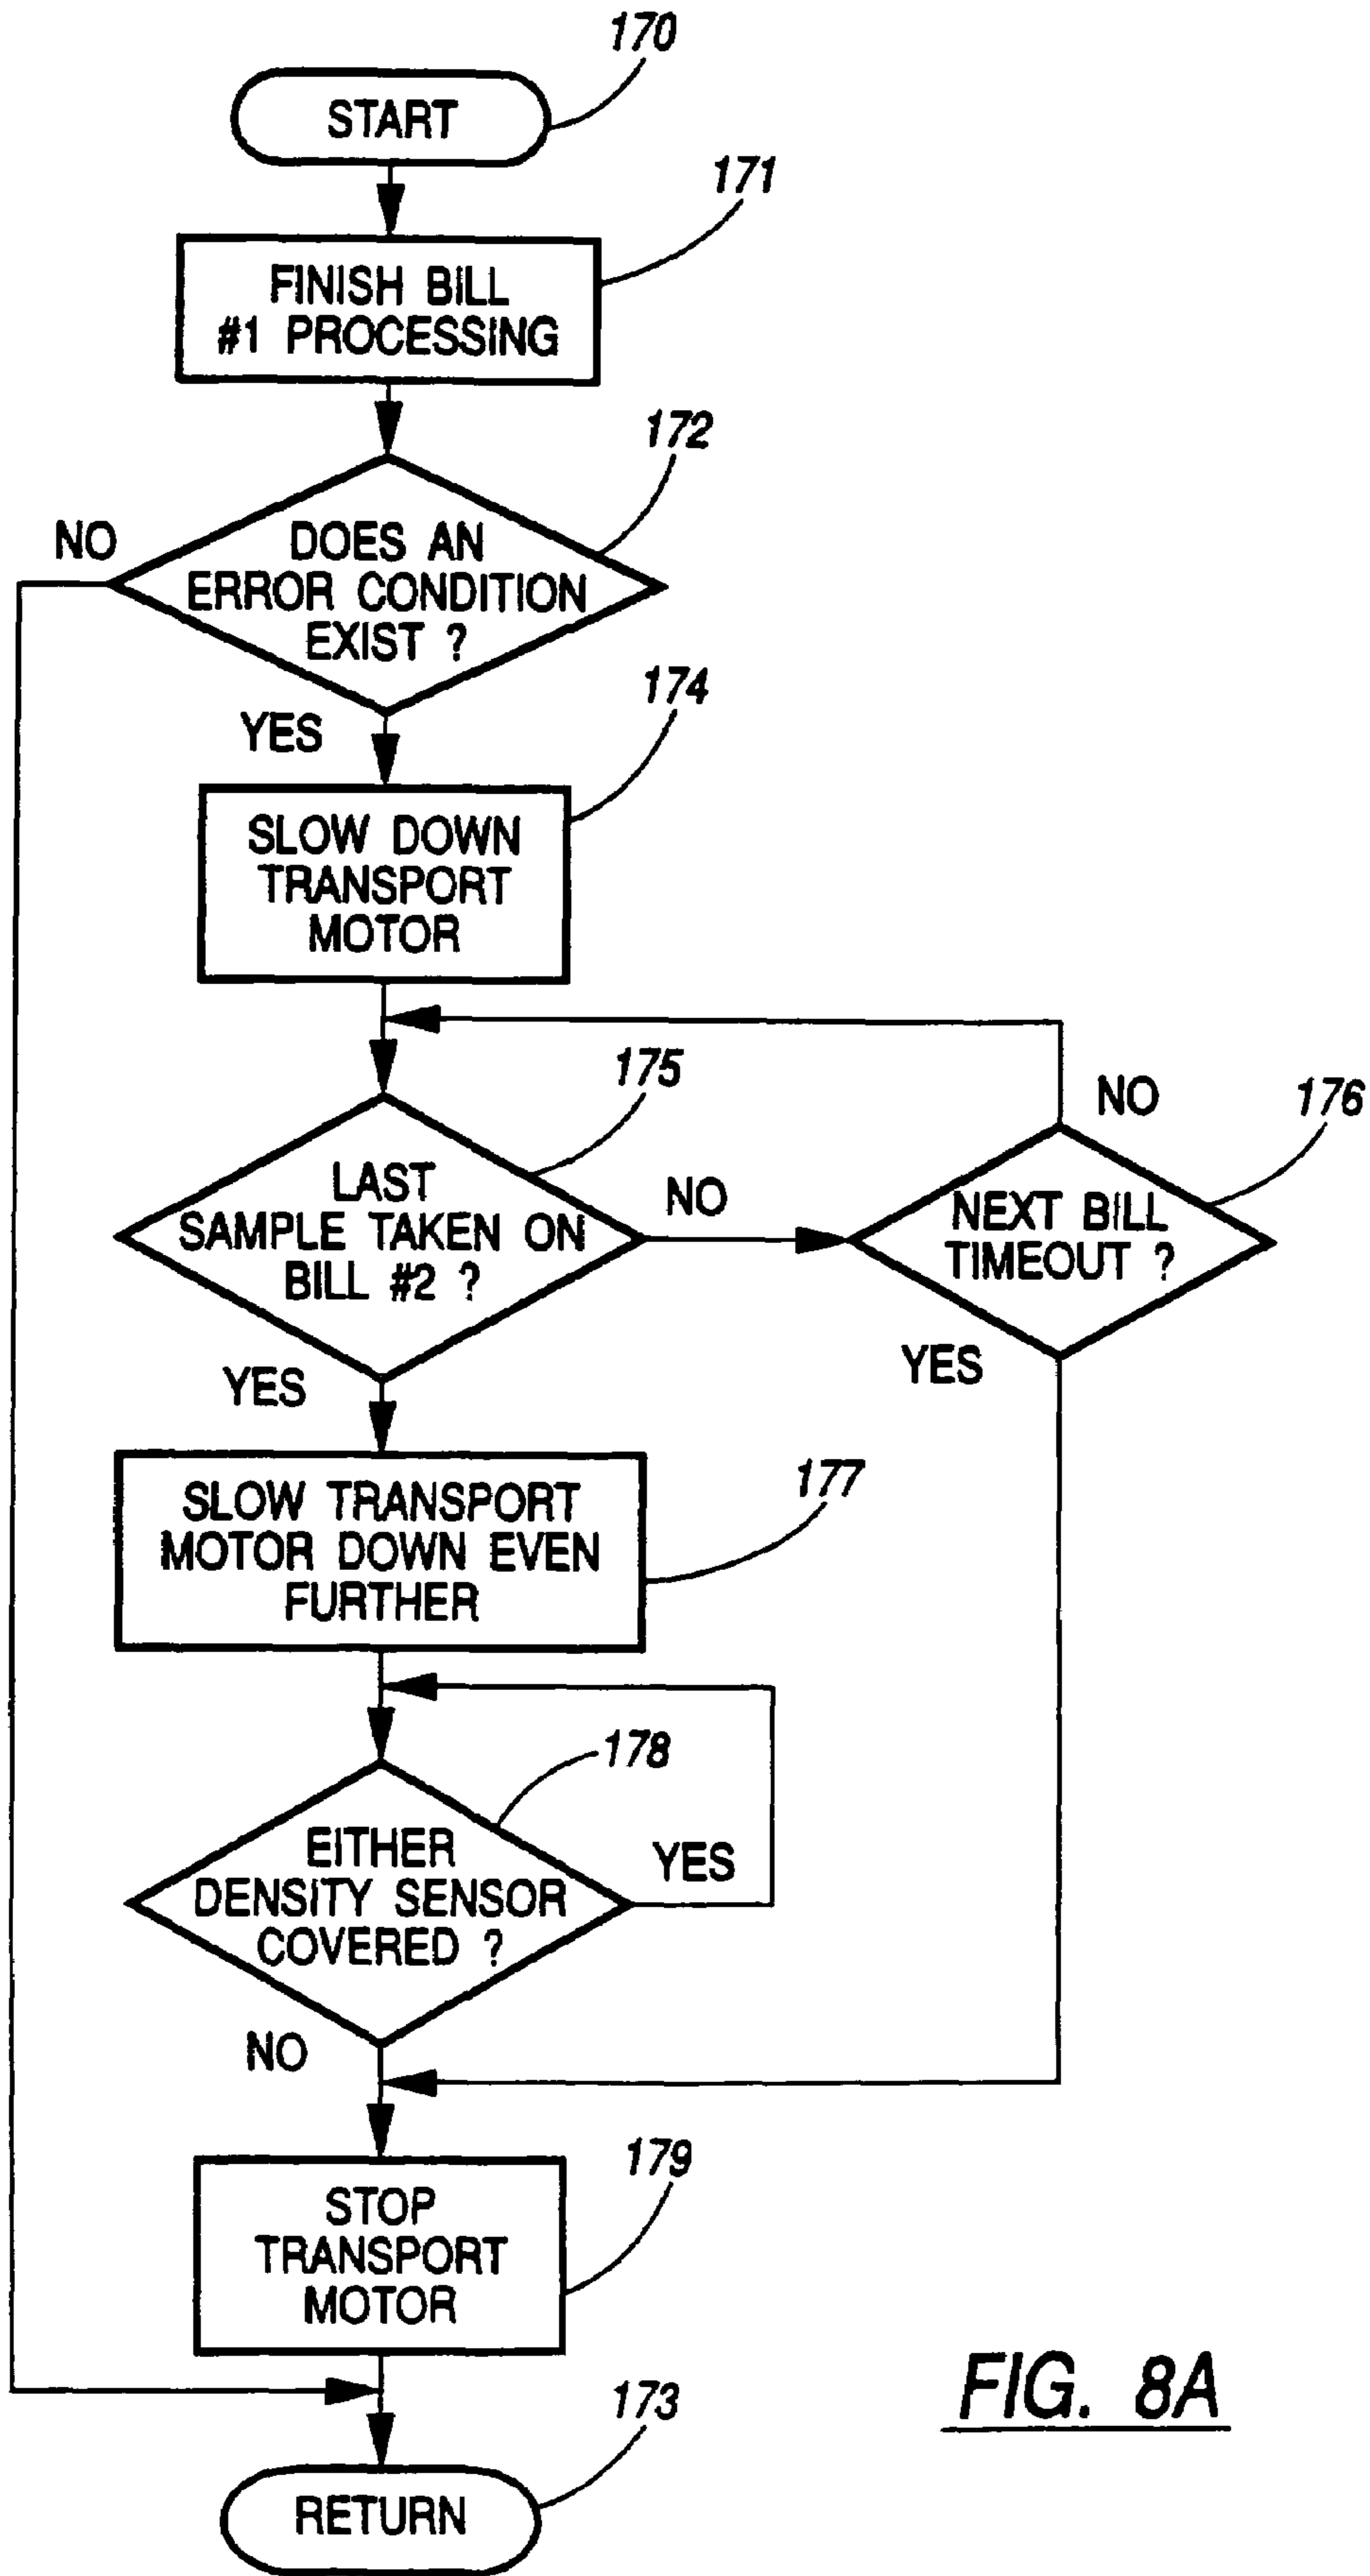 170
START
171
FINISH BILL
#1 PROCESSING
172
NO
DOES AN
ERROR CONDITION
EXIST ?
174
YES
SLOW DOWN
TRANSPORT
MOTOR
175
NO
176
LAST
SAMPLE TAKEN ON
BILL #2 ?
NO
NEXT BILL
TIMEOUT ?
YES
YES
177
SLOW TRANSPORT
MOTOR DOWN EVEN
FURTHER
178
EITHER
DENSITY SENSOR
COVERED ?
YES
NO
179
STOP
TRANSPORT
MOTOR
173
RETURN
FIG. 8A